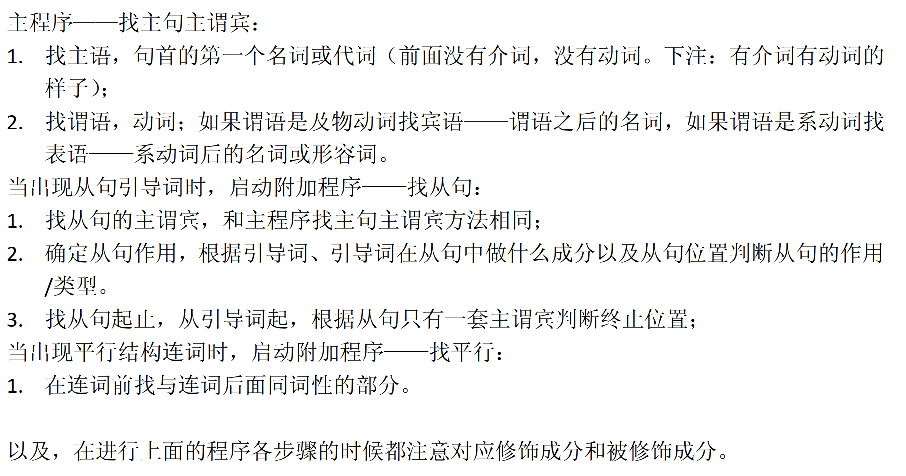 主程序——找主句主谓宾：
1. 找主语，句首的第一个名词或代词（前面没有介词，没有动词。下注：有介词有动词的
样子）；
2. 找谓语，动词；如果谓语是及物动词找宾语——谓语之后的名词，如果谓语是系动词找
表语——系动词后的名词或形容词。
当出现从句引导词时，启动附加程序——找从句：
1. 找从句的主谓宾，和主程序找主句主谓宾方法相同；
2. 确定从句作用，根据引导词、引导词在从句中做什么成分以及从句位置判断从句的作用
/类型。
3. 找从句起止，从引导词起，根据从句只有一套主谓宾判断终止位置；
当出现平行结构连词时，启动附加程序——找平行：
1. 在连词前找与连词后面同词性的部分。
以及，在进行上面的程序各步骤的时候都注意对应修饰成分和被修饰成分。